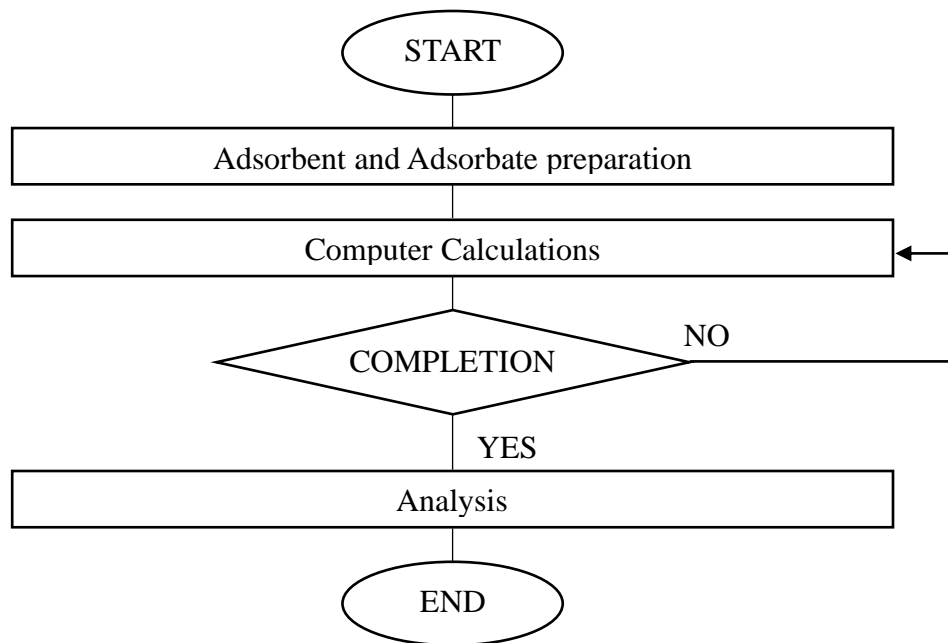 START
Adsorbent and Adsorbate preparation
Computer Calculations
NO
COMPLETION
YES
Analysis
END